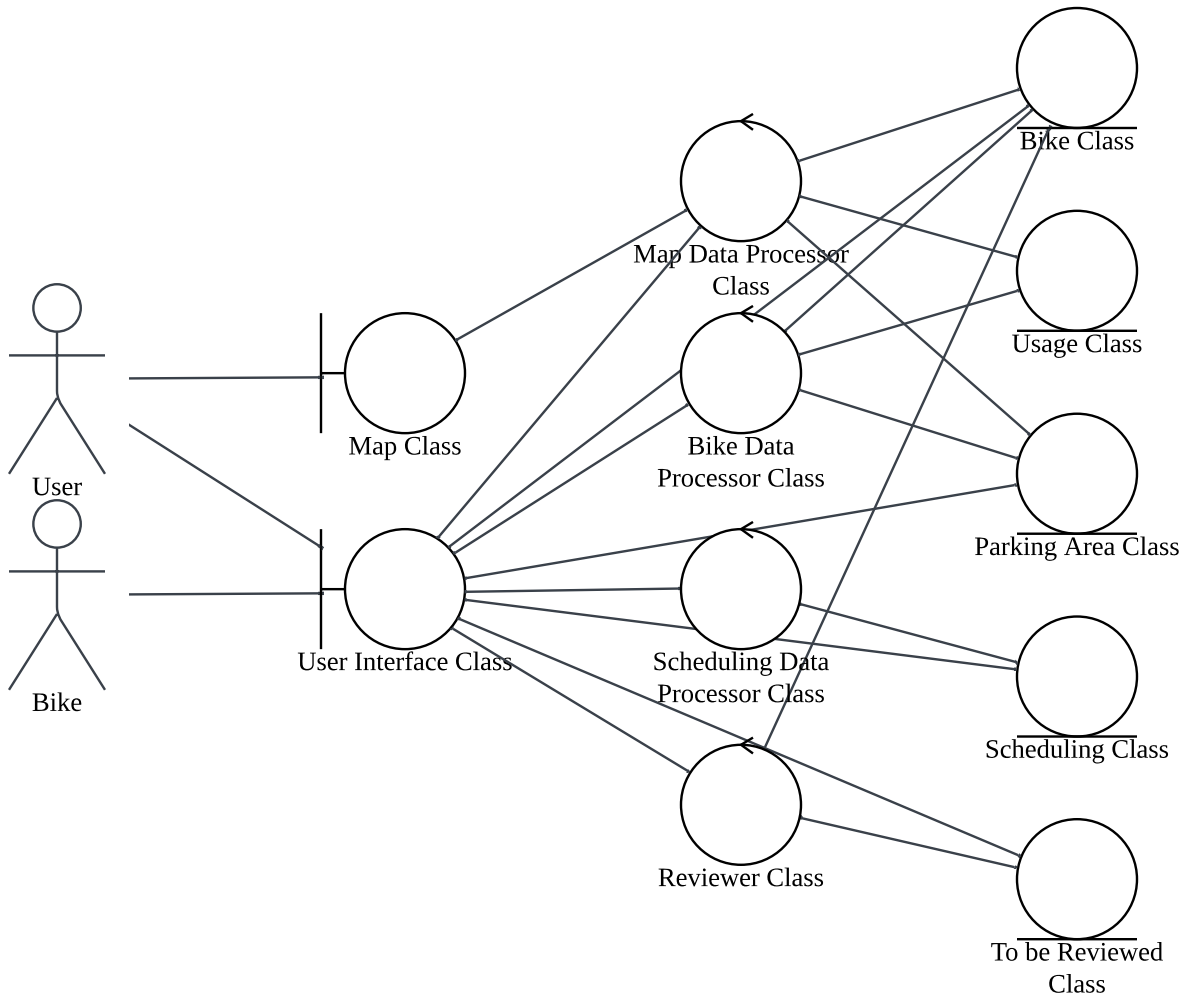 User
Bike
Map Class
User Interface Class
Map Data Processor
Class
Bike Data
Processor Class
Scheduling Data
Processor Class
Reviewer Class
Bike Class
Usage Class
Parking Area Class
Scheduling Class
To be Reviewed
Class